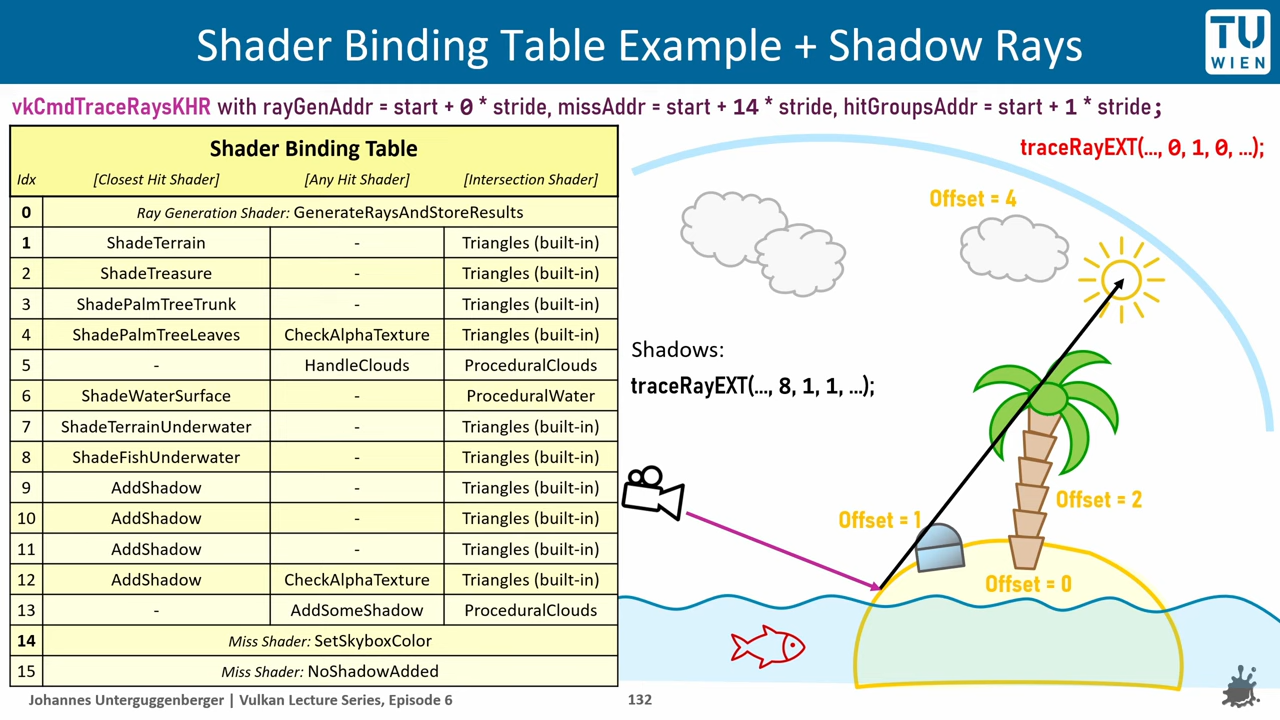 Shader Binding Table Example + Shadow Rays
TU
WIEN
vkCmdTraceRaysKHR with rayGenAddr = start + 0 * stride, missAddr = start + 14 * stride, hitGroupsAddr = start + 1 * stride;
Shader Binding Table
Idx [Closest Hit Shader] [Any Hit Shader] [Intersection Shader]
0 Ray Generation Shader: GenerateRaysAndStoreResults
1 ShadeTerrain - Triangles (built-in)
2 ShadeTreasure - Triangles (built-in)
3 ShadePalmTreeTrunk - Triangles (built-in)
4 ShadePalmTreeLeaves CheckAlphaTexture Triangles (built-in)
5 - HandleClouds ProceduralClouds
6 ShadeWaterSurface - ProceduralWater
7 ShadeTerrainUnderwater - Triangles (built-in)
8 ShadeFishUnderwater - Triangles (built-in)
9 AddShadow - Triangles (built-in)
10 AddShadow - Triangles (built-in)
11 AddShadow - Triangles (built-in)
12 AddShadow CheckAlphaTexture Triangles (built-in)
13 - AddSomeShadow ProceduralClouds
14 Miss Shader: SetSkyboxColor
15 Miss Shader: NoShadowAdded
traceRayEXT(..., 0, 1, 0, ...);
Offset = 4
Shadows:
traceRayEXT(..., 8, 1, 1, ...);
Offset = 2
Offset = 1
Offset = 0
Johannes Unterguggenberger | Vulkan Lecture Series, Episode 6
132